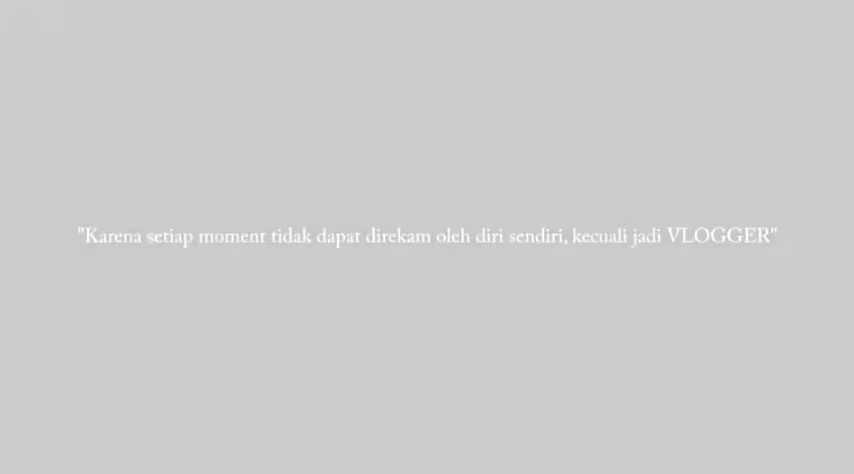 "Karena setiap moment tidak dapat direkam oleh diri sendiri, kecuali jadi VLOGGER"